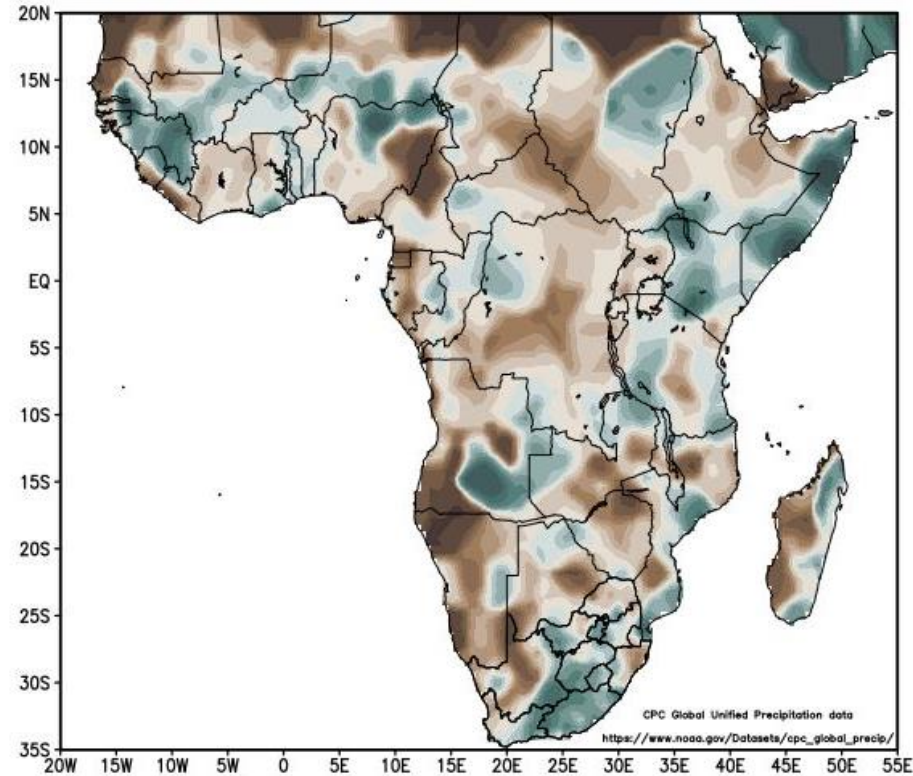 20N
15N
10N
5N
EQ
5S
10S
15S
20S
25S
30S
35S
CPC Global Unified Precipitation data
https://www.noaa.gov/Datasets/cpc_global_precip/
20W 15W 10W 5W 0 5E 10E 15E 20E 25E 30E 35E 40E 45E 50E 55E